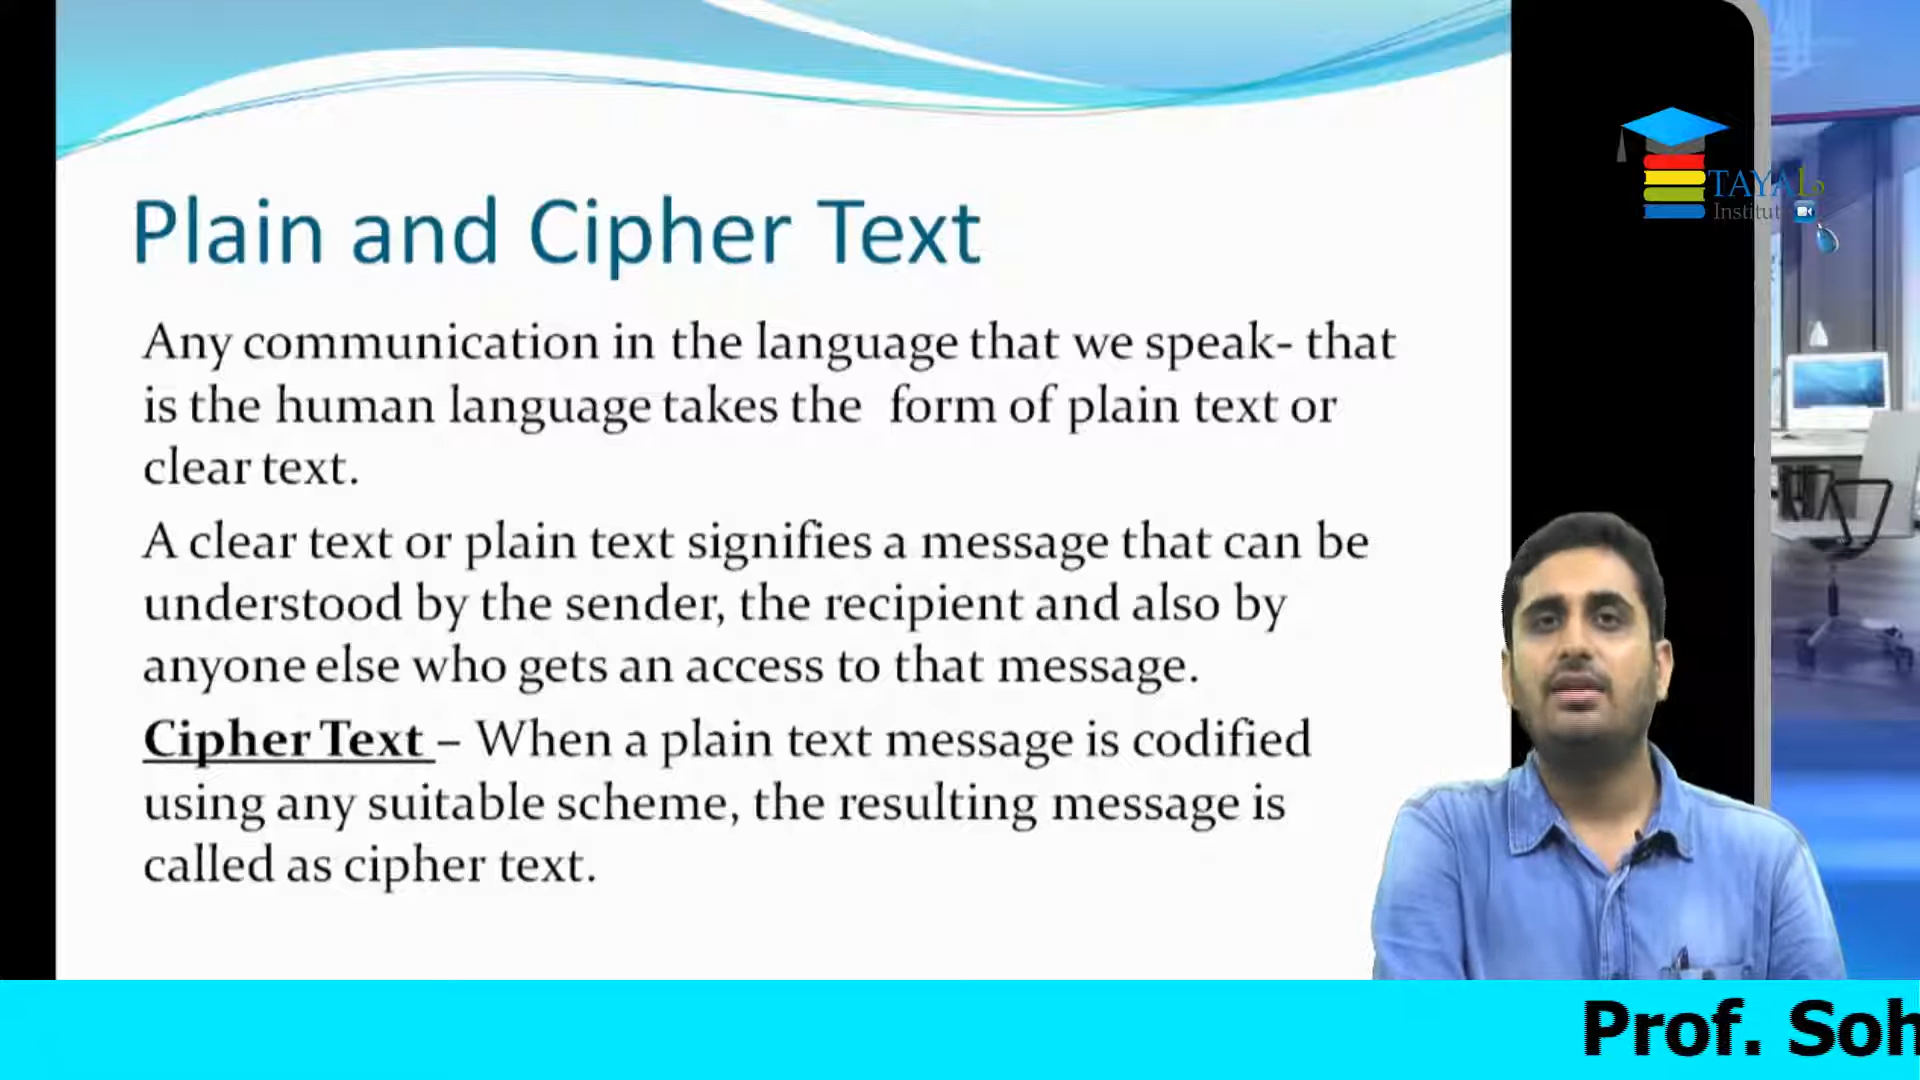 TAYAL
Institut
Plain and Cipher Text
Any communication in the language that we speak- that
is the human language takes the form of plain text or
clear text.
A clear text or plain text signifies a message that can be
understood by the sender, the recipient and also by
anyone else who gets an access to that message.
Cipher Text – When a plain text message is codified
using any suitable scheme, the resulting message is
called as cipher text.
Prof. Soh